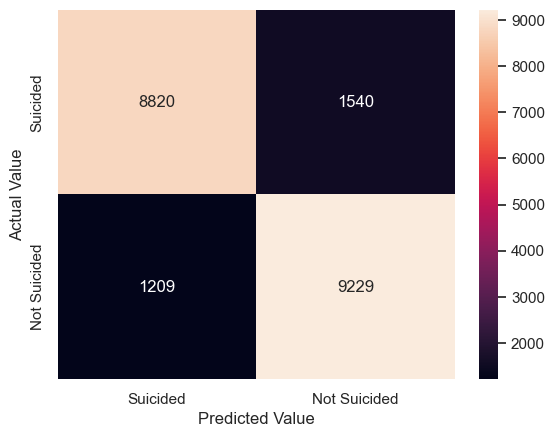 Actual Value
Suicided
Not Suicided
8820
1540
1209
9229
Suicided
Not Suicided
Predicted Value
9000
8000
7000
6000
5000
4000
3000
2000